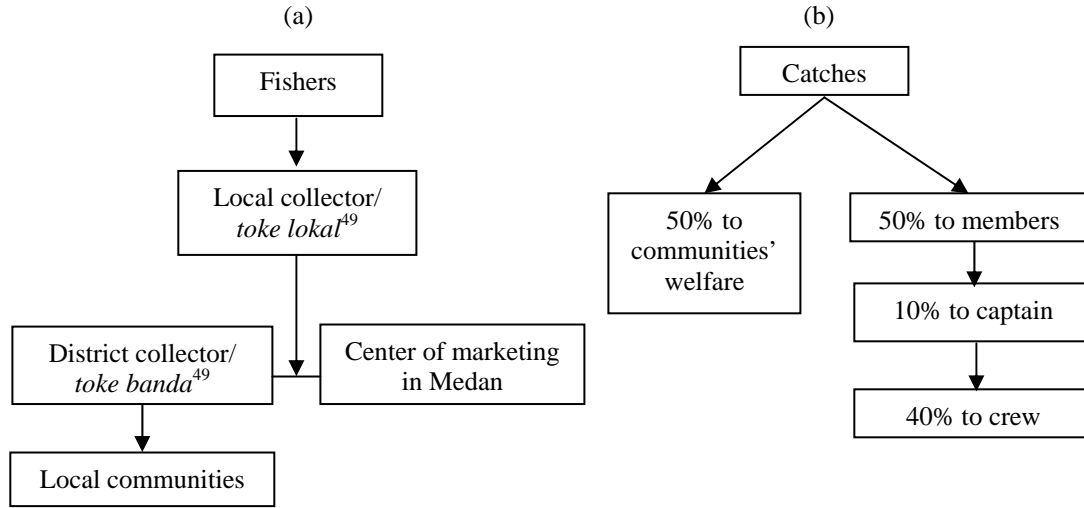 (a)
Fishers
Local collector/
toke lokal⁴⁹
District collector/
toke banda⁴⁹
Center of marketing
in Medan
Local communities
(b)
Catches
50% to
communities’
welfare
50% to members
10% to captain
40% to crew